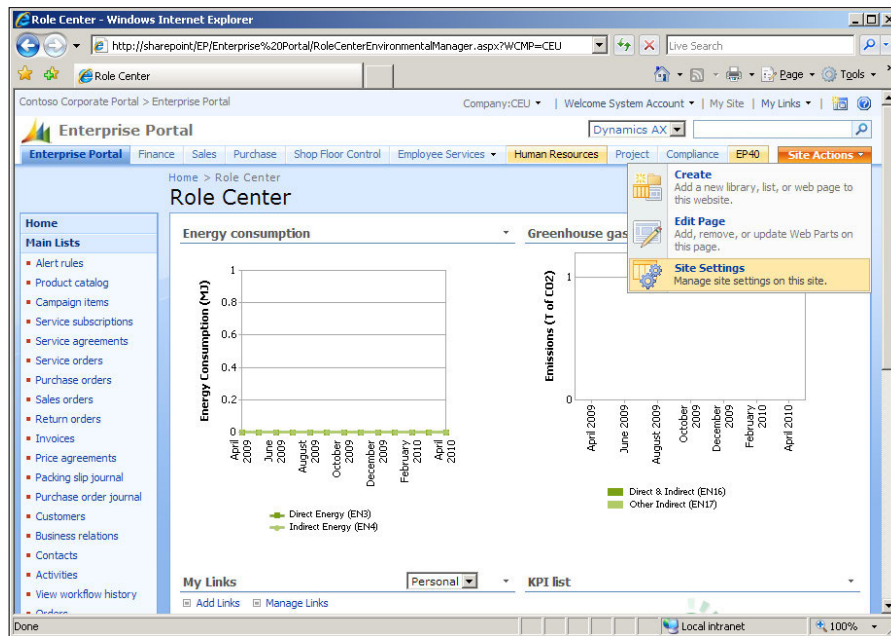 Role Center - Windows Internet Explorer
http://sharepoint/EP/Enterprise%20Portal/RoleCenterEnvironmentalManager.aspx?WCMP=CEU
Live Search
Role Center
Page
Tools
Contoso Corporate Portal > Enterprise Portal
Company:CEU | Welcome System Account | My Site | My Links |
Enterprise Portal
Dynamics AX
Enterprise Portal Finance Sales Purchase Shop Floor Control Employee Services Human Resources Project Compliance EP40 Site Actions
Home > Role Center
Role Center
Create
Add a new library, list, or web page to
this website.
Edit Page
Add, remove, or update Web Parts on
this page.
Site Settings
Manage site settings on this site.
Home
Main Lists
Alert rules
Product catalog
Campaign items
Service subscriptions
Service agreements
Service orders
Purchase orders
Sales orders
Return orders
Invoices
Price agreements
Packing slip journal
Purchase order journal
Customers
Business relations
Contacts
Activities
View workflow history
Orders
Energy consumption
Energy Consumption (MJ)
1
0.8
0.6
0.4
0.2
0
April 2009
June 2009
August 2009
October 2009
December 2009
February 2010
April 2010
Direct Energy (EN3)
Indirect Energy (EN4)
Greenhouse gas
Emissions (T of CO2)
1
0
April 2009
June 2009
August 2009
October 2009
December 2009
February 2010
April 2010
Direct & Indirect (EN16)
Other Indirect (EN17)
My Links
Personal
Add Links Manage Links
KPI list
Done
Local intranet
100%